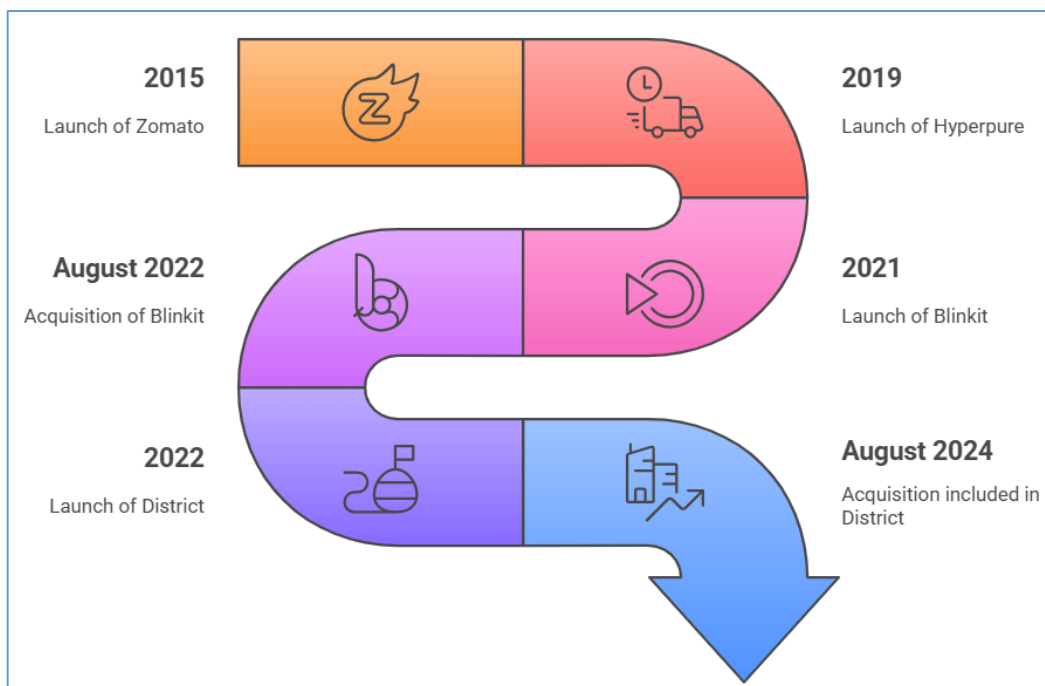 2015
Launch of Zomato
2019
Launch of Hyperpure
2021
Launch of Blinkit
August 2022
Acquisition of Blinkit
2022
Launch of District
August 2024
Acquisition included in
District